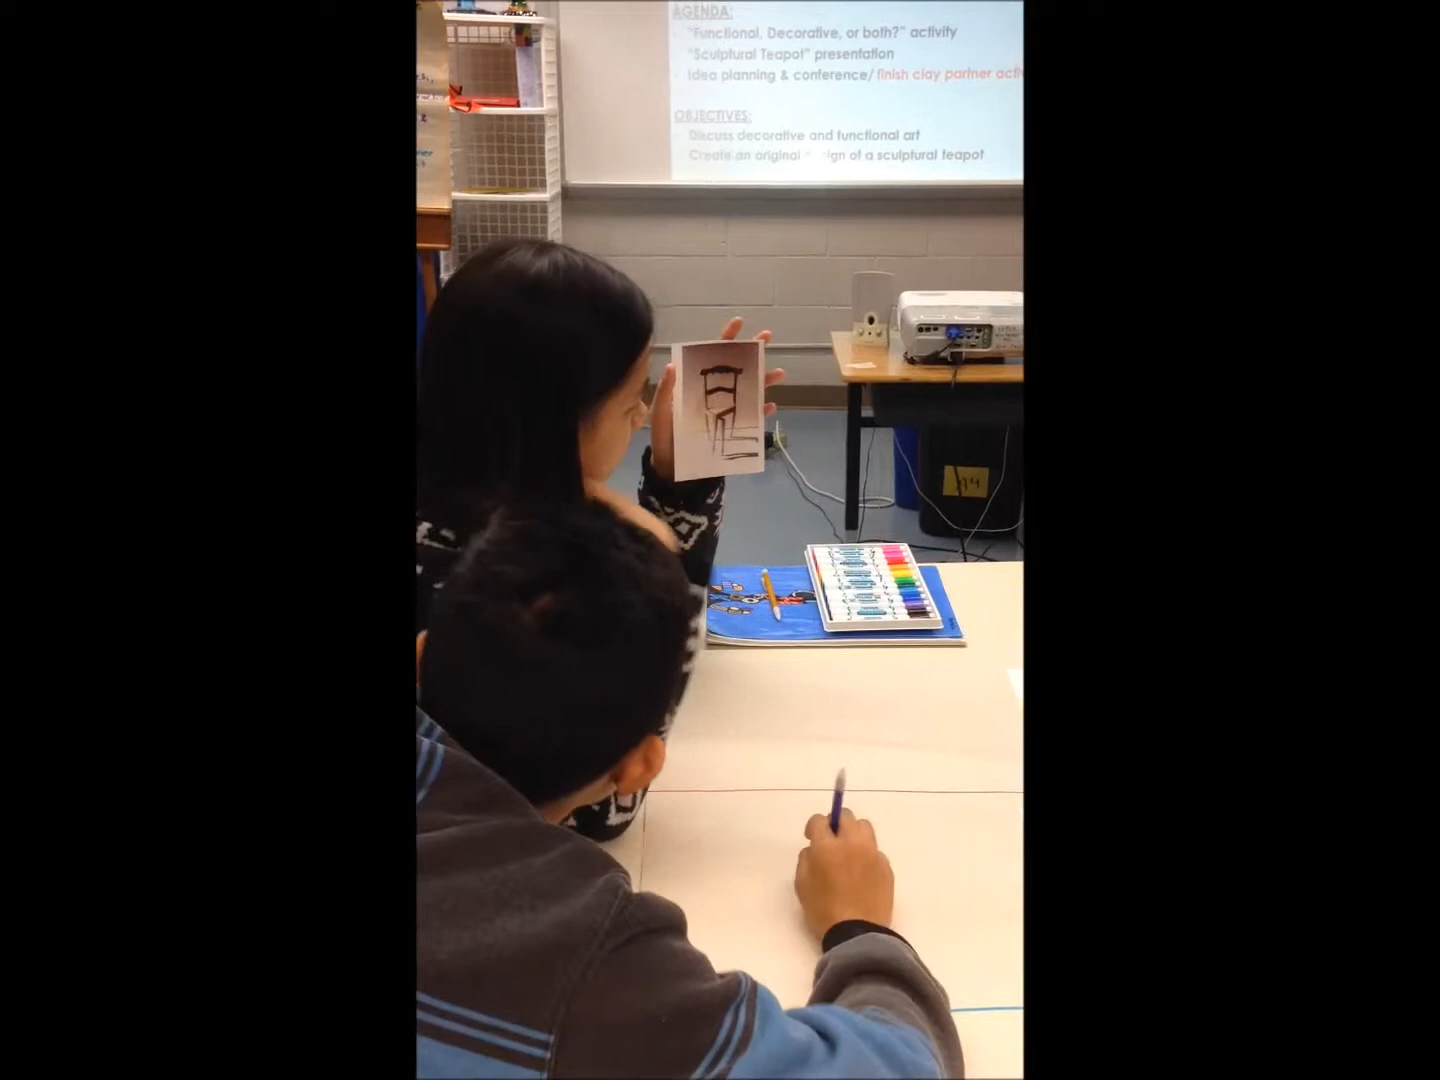 AGENDA:
"Functional, Decorative, or both?" activity
"Sculptural Teapot" presentation
Idea planning & conference/ finish clay partner acti
OBJECTIVES:
Discuss decorative and functional art
Create an original of a sculptural teapot